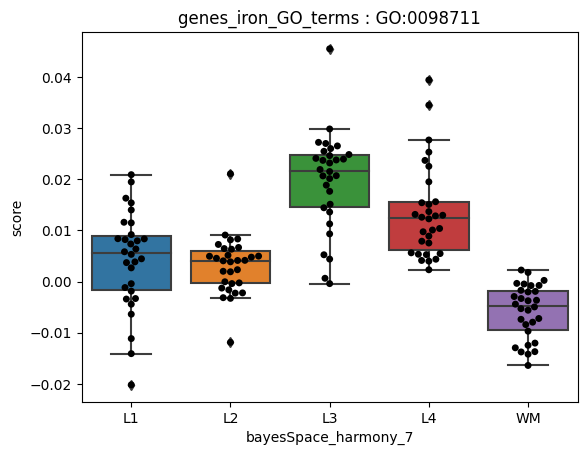 genes_iron_GO_terms : GO:0098711
0.04
0.03
0.02
0.01
0.00
−0.01
−0.02
score
L1 L2 L3 L4 WM
bayesSpace_harmony_7